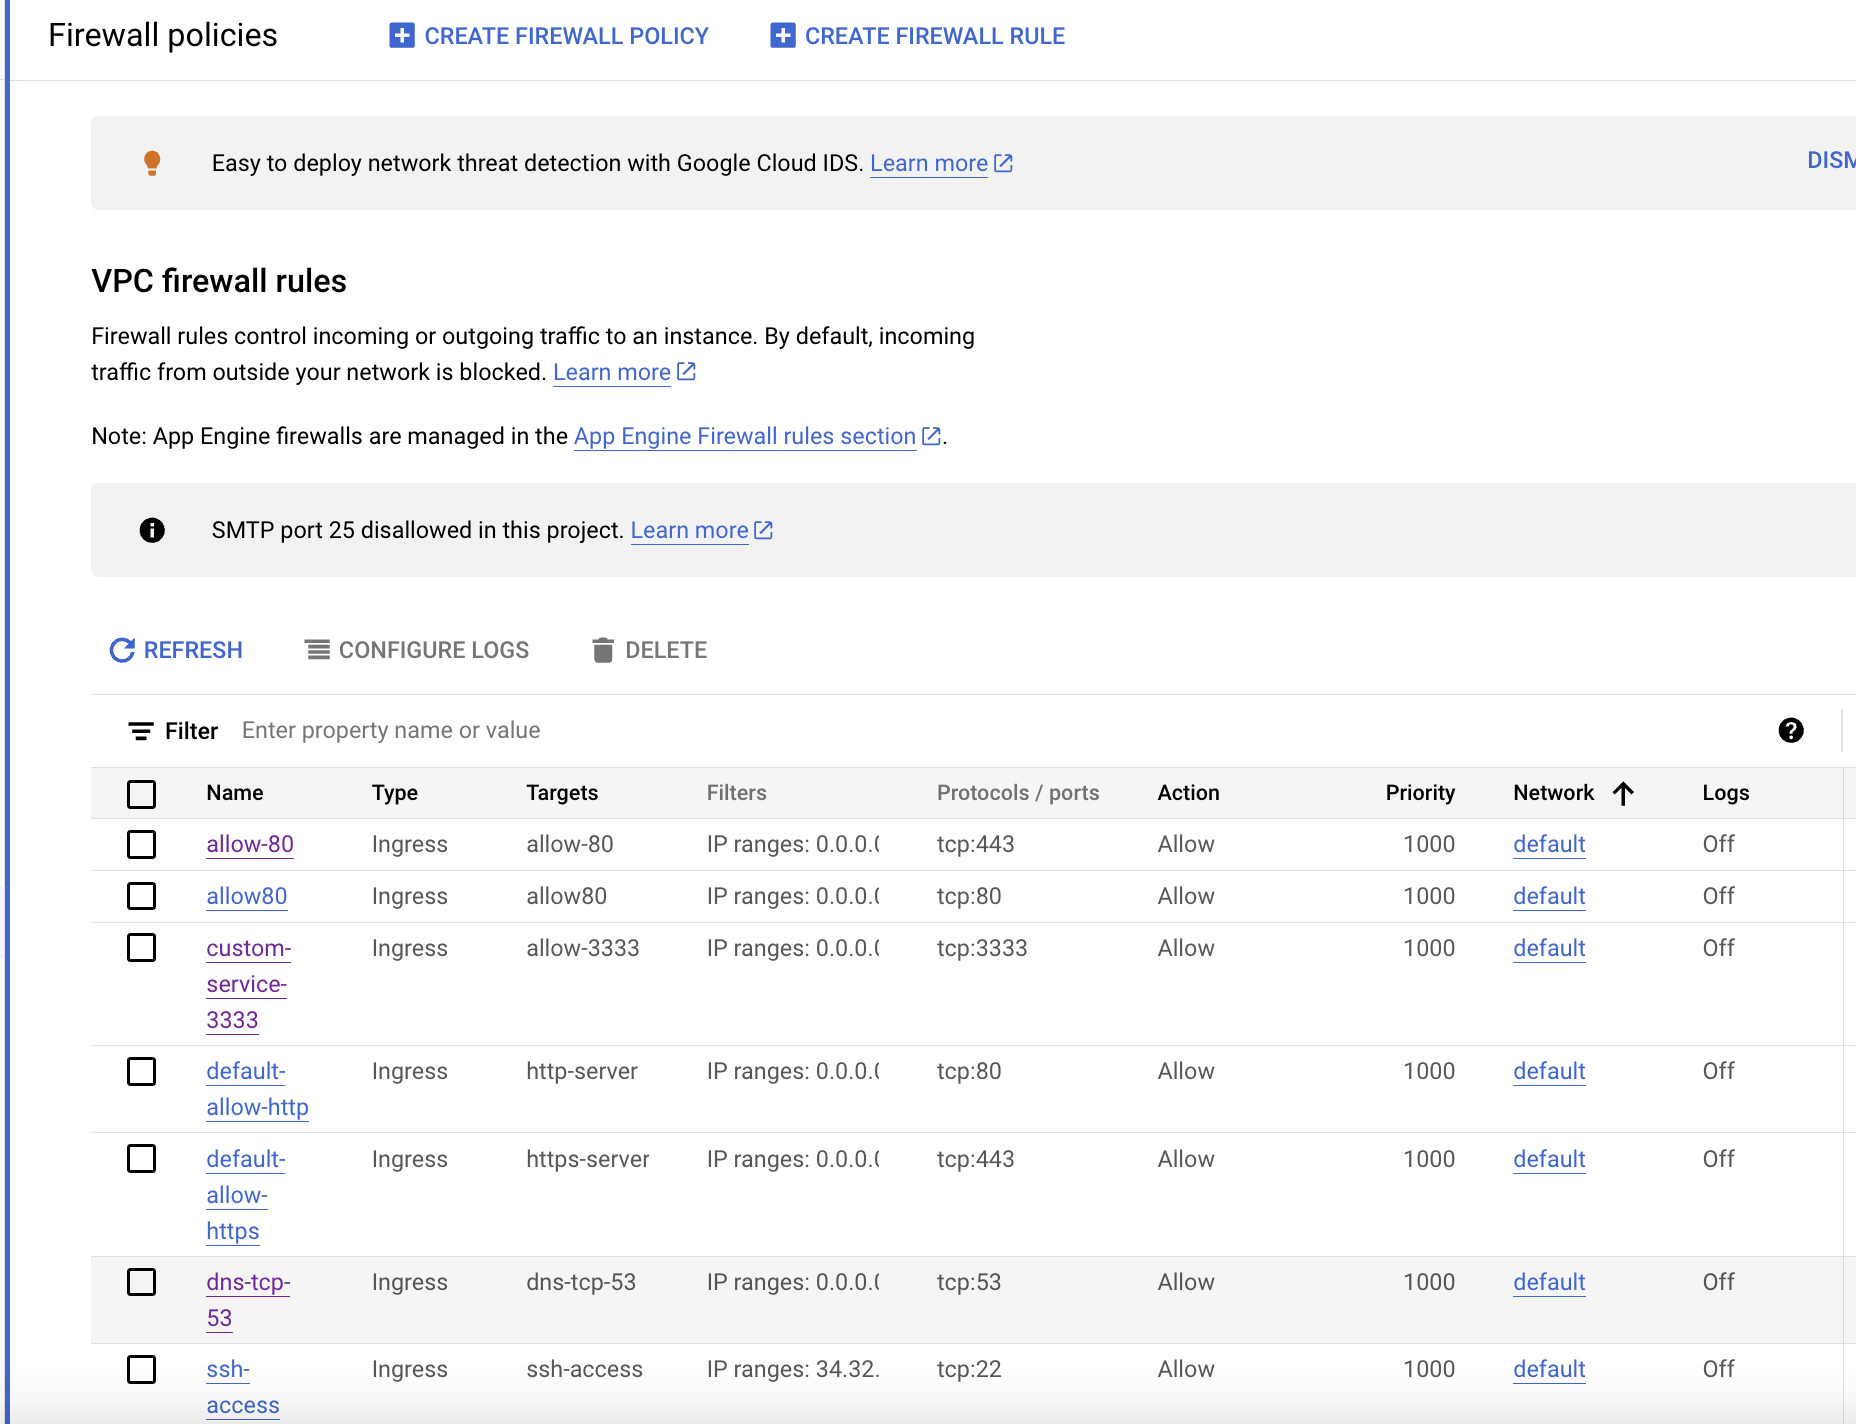 Firewall policies
CREATE FIREWALL POLICY
CREATE FIREWALL RULE
Easy to deploy network threat detection with Google Cloud IDS. Learn more
DISM
VPC firewall rules
Firewall rules control incoming or outgoing traffic to an instance. By default, incoming
traffic from outside your network is blocked. Learn more
Note: App Engine firewalls are managed in the App Engine Firewall rules section.
SMTP port 25 disallowed in this project. Learn more
REFRESH CONFIGURE LOGS DELETE
Filter Enter property name or value
Name Type Targets Filters Protocols / ports Action Priority Network Logs
allow-80 Ingress allow-80 IP ranges: 0.0.0.0 tcp:443 Allow 1000 default Off
allow80 Ingress allow80 IP ranges: 0.0.0.0 tcp:80 Allow 1000 default Off
custom- Ingress allow-3333 IP ranges: 0.0.0.0 tcp:3333 Allow 1000 default Off
service-
3333
default- Ingress http-server IP ranges: 0.0.0.0 tcp:80 Allow 1000 default Off
allow-http
default- Ingress https-server IP ranges: 0.0.0.0 tcp:443 Allow 1000 default Off
allow-
https
dns-tcp- Ingress dns-tcp-53 IP ranges: 0.0.0.0 tcp:53 Allow 1000 default Off
53
ssh- Ingress ssh-access IP ranges: 34.32. tcp:22 Allow 1000 default Off
access